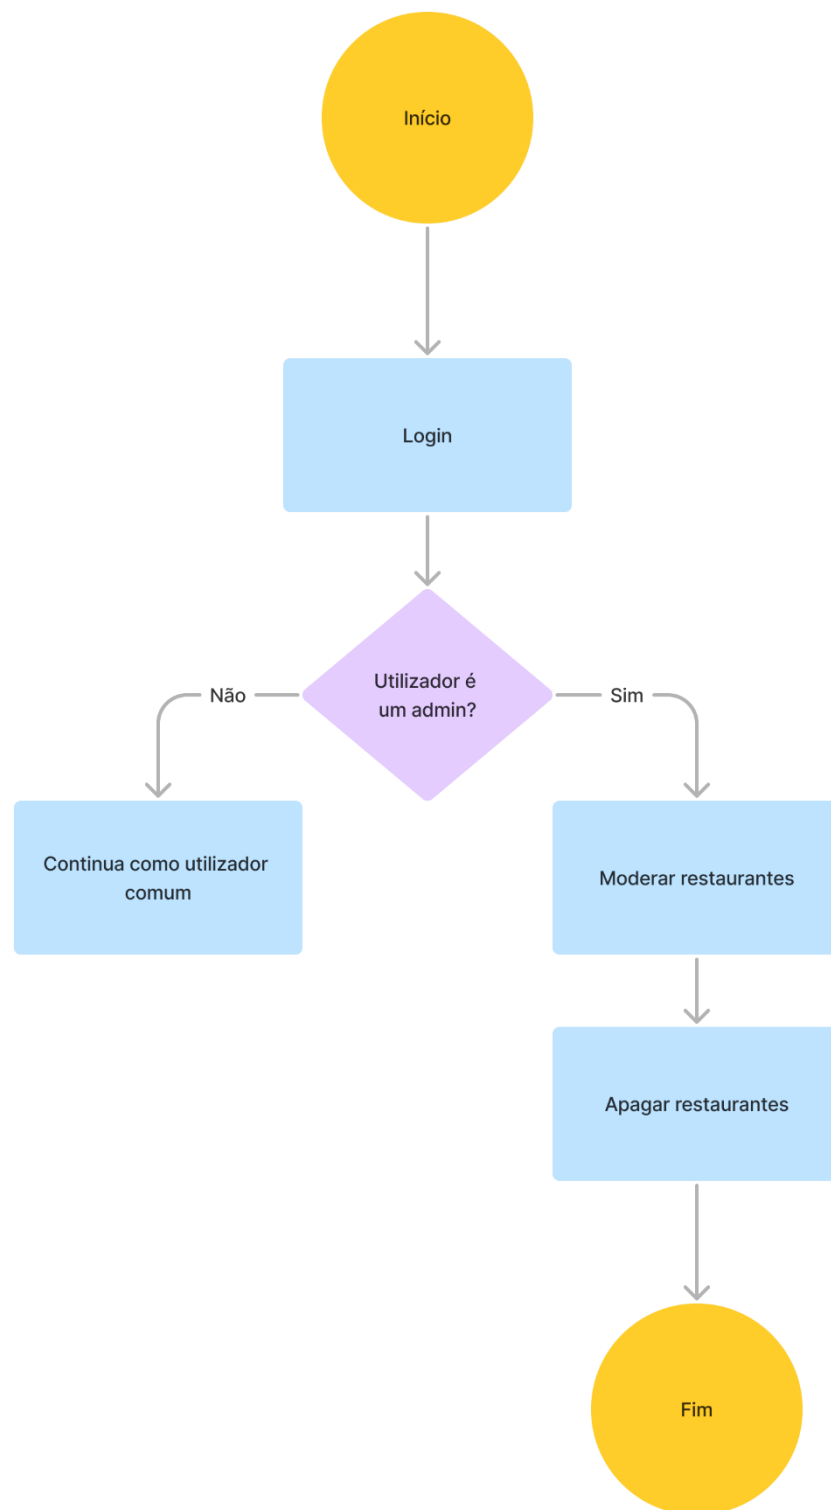 Início
Login
Utilizador é
um admin?
Não
Sim
Continua como utilizador
comum
Moderar restaurantes
Apagar restaurantes
Fim